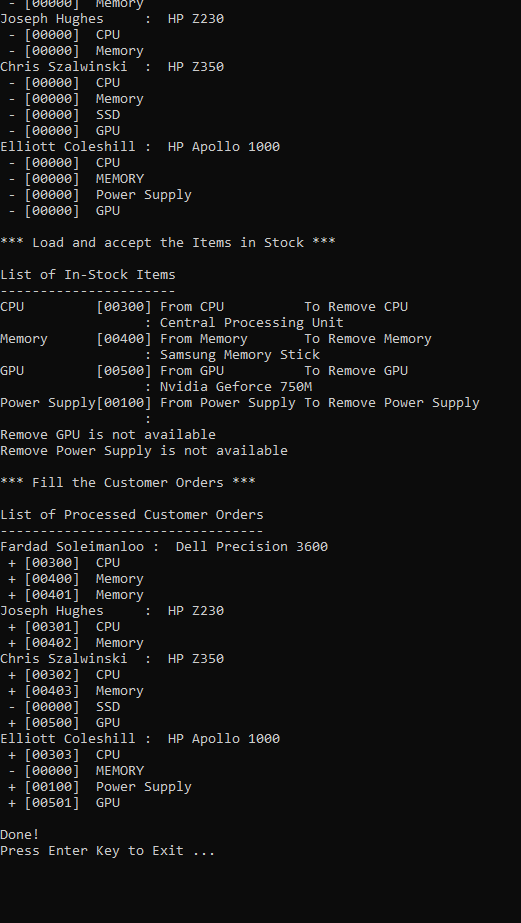 - [00000]  Memory
Joseph Hughes     :  HP Z230
 - [00000]  CPU
 - [00000]  Memory
Chris Szalwinski  :  HP Z350
 - [00000]  CPU
 - [00000]  Memory
 - [00000]  SSD
 - [00000]  GPU
Elliott Coleshill :  HP Apollo 1000
 - [00000]  CPU
 - [00000]  MEMORY
 - [00000]  Power Supply
 - [00000]  GPU

*** Load and accept the Items in Stock ***

List of In-Stock Items
----------------------
CPU         [00300] From CPU          To Remove CPU
                  : Central Processing Unit
Memory      [00400] From Memory       To Remove Memory
                  : Samsung Memory Stick
GPU         [00500] From GPU          To Remove GPU
                  : Nvidia Geforce 750M
Power Supply[00100] From Power Supply To Remove Power Supply
                  :
Remove GPU is not available
Remove Power Supply is not available

*** Fill the Customer Orders ***

List of Processed Customer Orders
---------------------------------
Fardad Soleimanloo :  Dell Precision 3600
 + [00300]  CPU
 + [00400]  Memory
 + [00401]  Memory
Joseph Hughes     :  HP Z230
 + [00301]  CPU
 + [00402]  Memory
Chris Szalwinski  :  HP Z350
 + [00302]  CPU
 + [00403]  Memory
 - [00000]  SSD
 + [00500]  GPU
Elliott Coleshill :  HP Apollo 1000
 + [00303]  CPU
 - [00000]  MEMORY
 + [00100]  Power Supply
 + [00501]  GPU

Done!
Press Enter Key to Exit ...